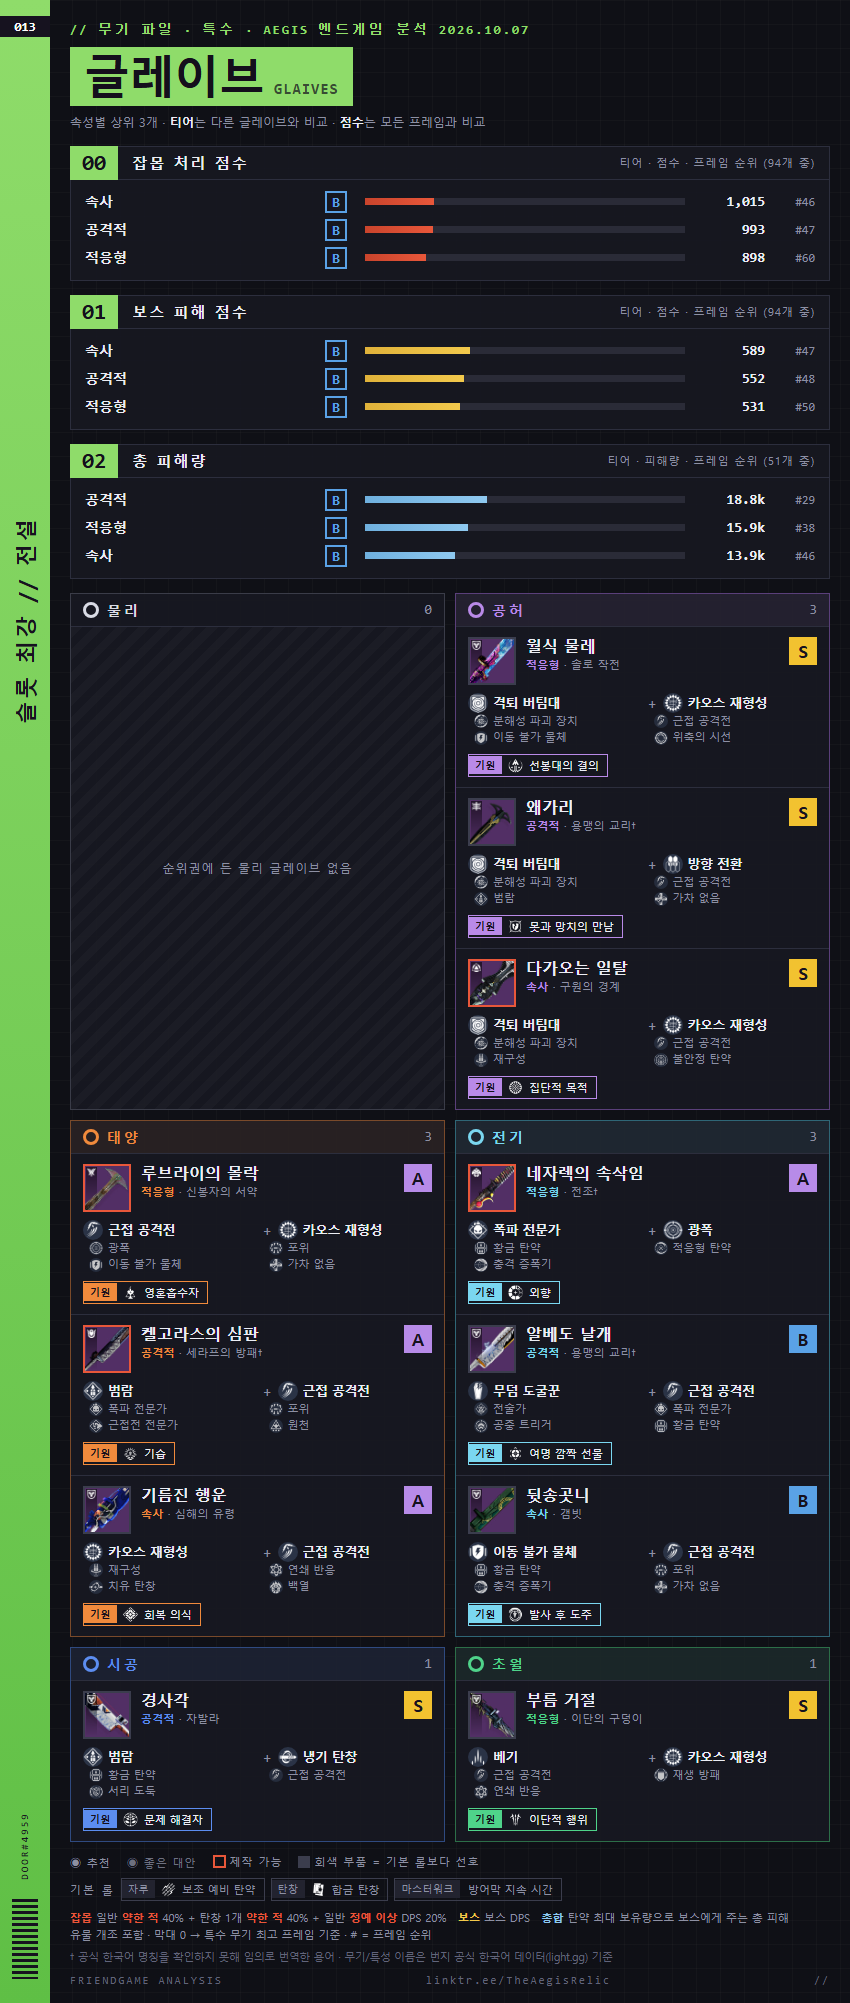 013
// 무기 파일 · 특수 · AEGIS 엔드게임 분석 2026.10.07
글레이브 GLAIVES
속성별 상위 3개 · 티어는 다른 글레이브와 비교 · 점수는 모든 프레임과 비교
00 잡몹 처리 점수 티어 · 점수 · 프레임 순위 (94개 중)
속사 B 1,015 #46
공격적 B 993 #47
적응형 B 898 #60
01 보스 피해 점수 티어 · 점수 · 프레임 순위 (94개 중)
속사 B 589 #47
공격적 B 552 #48
적응형 B 531 #50
02 총 피해량 티어 · 피해량 · 프레임 순위 (51개 중)
공격적 B 18.8k #29
적응형 B 15.9k #38
속사 B 13.9k #46
슬롯 최강 // 전설
물리 0
순위권에 든 물리 글레이브 없음
공허 3
월식 물레 S
적응형 · 솔로 작전
격퇴 버팀대 + 카오스 재형성
분해성 파괴 장치 근접 공격전
이동 불가 물체 위축의 시선
기원 선봉대의 결의
왜가리 S
공격적 · 용맹의 교리†
격퇴 버팀대 + 방향 전환
분해성 파괴 장치 근접 공격전
범람 가차 없음
기원 못과 망치의 만남
다가오는 일탈 S
속사 · 구원의 경계
격퇴 버팀대 + 카오스 재형성
분해성 파괴 장치 근접 공격전
재구성 불안정 탄약
기원 집단적 목적
태양 3
루브라이의 몰락 A
적응형 · 신봉자의 서약
근접 공격전 + 카오스 재형성
광폭 포위
이동 불가 물체 가차 없음
기원 영혼흡수자
켈고라스의 심판 A
공격적 · 세라프의 방패†
범람 + 근접 공격전
폭파 전문가 포위
근접전 전문가 원천
기원 기습
기름진 행운 A
속사 · 심해의 유령
카오스 재형성 + 근접 공격전
재구성 연쇄 반응
치유 탄창 백열
기원 회복 의식
전기 3
네자렉의 속삭임 A
적응형 · 전조†
폭파 전문가 + 광폭
황금 탄약 적응형 탄약
충격 증폭기
기원 외향
알베도 날개 B
공격적 · 용맹의 교리†
무덤 도굴꾼 + 근접 공격전
전술가 폭파 전문가
공중 트리거 황금 탄약
기원 여명 깜짝 선물
뒷송곳니 B
속사 · 갬빗
이동 불가 물체 + 근접 공격전
황금 탄약 포위
충격 증폭기 가차 없음
기원 발사 후 도주
시공 1
경사각 S
공격적 · 자발라
범람 + 냉기 탄창
황금 탄약 근접 공격전
서리 도둑
기원 문제 해결자
초월 1
부름 거절 S
적응형 · 이단의 구덩이
베기 + 카오스 재형성
근접 공격전 재생 방패
연쇄 반응
기원 이단적 행위
DOOR#4959
◉ 추천 ◉ 좋은 대안 제작 가능 회색 부품 = 기본 롤보다 선호
기본 롤 자루 보조 예비 탄약 탄창 합금 탄창 마스터워크 방어막 지속 시간
잡몹 일반 약한 적 40% + 탄창 1개 약한 적 40% + 일반 정예 이상 DPS 20% 보스 보스 DPS 총합 탄약 최대 보유량으로 보스에게 주는 총 피해
유물 개조 포함 · 막대 0 → 특수 무기 최고 프레임 기준 · # = 프레임 순위
† 공식 한국어 명칭을 확인하지 못해 임의로 번역한 용어 · 무기/특성 이름은 번지 공식 한국어 데이터(light.gg) 기준
FRIENDGAME ANALYSIS linktr.ee/TheAegisRelic //